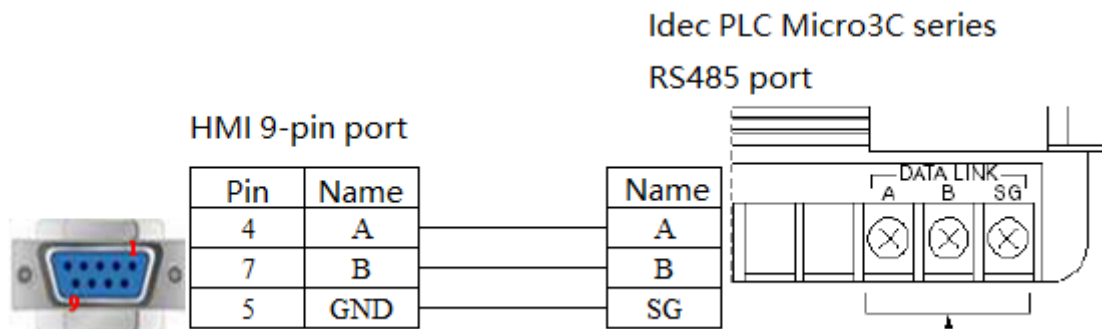 Idec PLC Micro3C series
RS485 port
HMI 9-pin port
Pin Name
4 A
7 B
5 GND
1
9
Name
A
B
SG
DATA LINK
A B SG